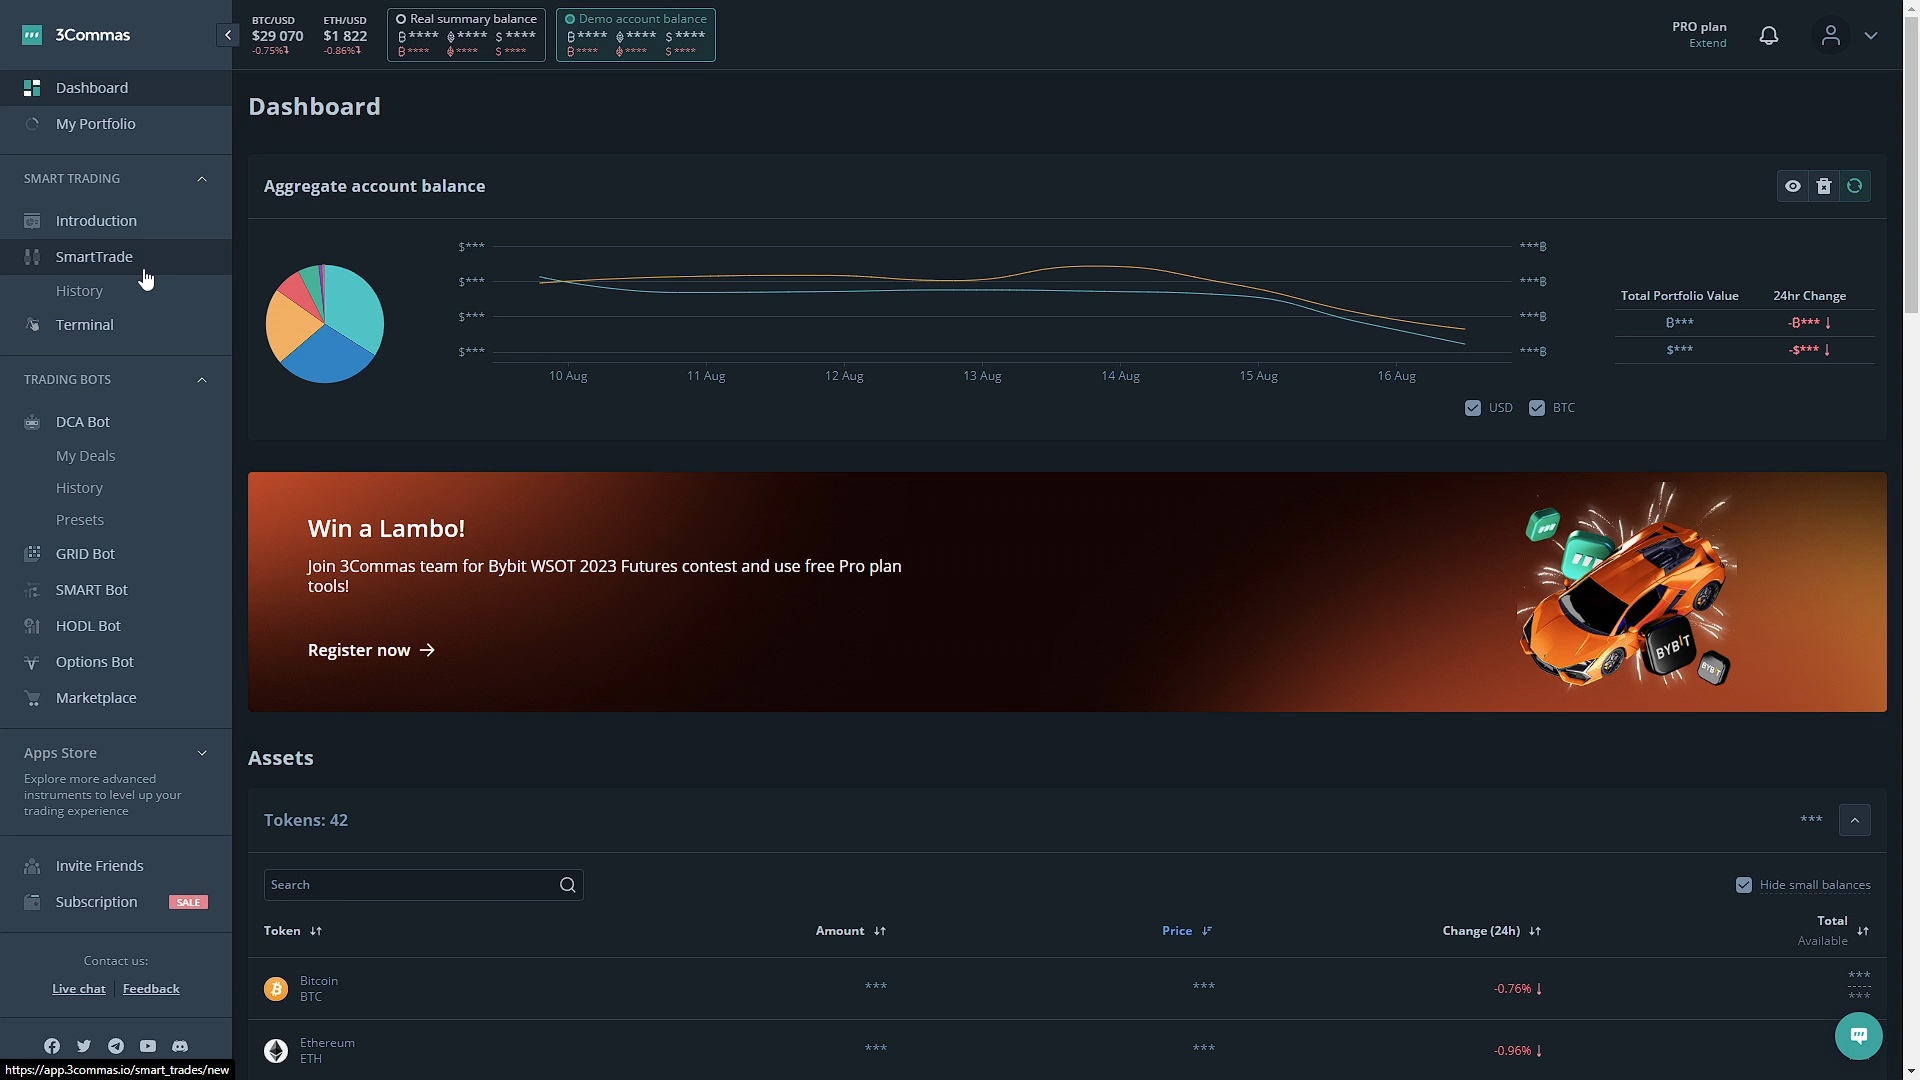 3Commas
BTC/USD
$29 070
-0.75%
ETH/USD
$1 822
-0.86%
Real summary balance
**** **** $ ****
**** **** $ ****
Demo account balance
**** **** $ ****
**** **** $ ****
PRO plan
Extend
Dashboard
My Portfolio
SMART TRADING
Introduction
SmartTrade
History
Terminal
TRADING BOTS
DCA Bot
My Deals
History
Presets
GRID Bot
SMART Bot
HODL Bot
Options Bot
Marketplace
Apps Store
Explore more advanced
instruments to level up your
trading experience
Invite Friends
Subscription SALE
Contact us:
Live chat Feedback
https://app.3commas.io/smart_trades/new
Dashboard
Aggregate account balance
$*** ***₿
$*** ***₿
$*** ***₿
$*** ***₿
10 Aug 11 Aug 12 Aug 13 Aug 14 Aug 15 Aug 16 Aug
USD BTC
Total Portfolio Value 24hr Change
₿*** -₿*** ↓
$*** -$*** ↓
Win a Lambo!
Join 3Commas team for Bybit WSOT 2023 Futures contest and use free Pro plan
tools!
Register now →
BYBIT
BYBIT
Assets
Tokens: 42 ***
Search
Hide small balances
Token Amount Price Change (24h) Total
Available
Bitcoin
BTC
*** *** -0.76% ↓ ***
***
Ethereum
ETH
*** *** -0.96% ↓